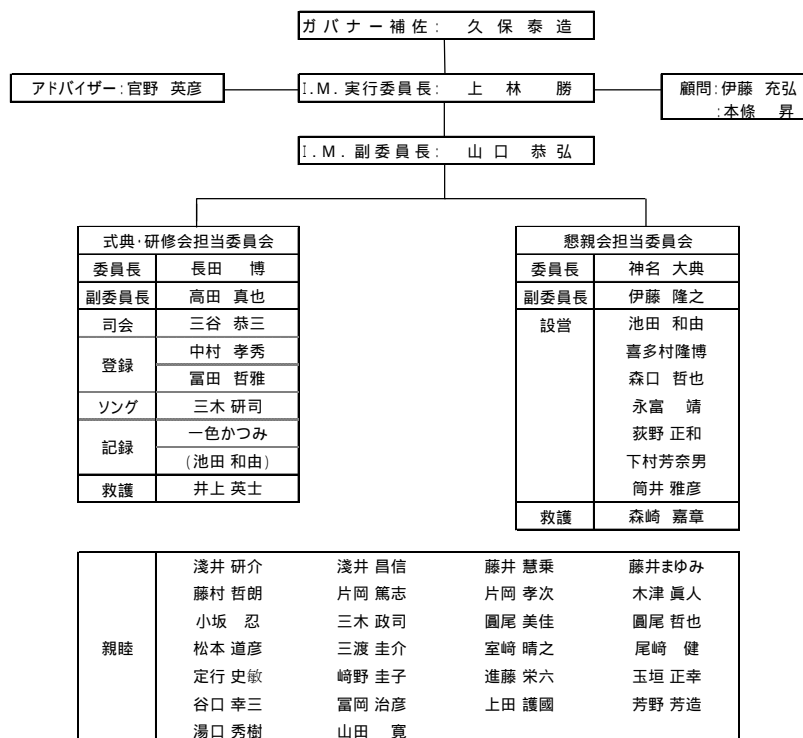 ガバナー補佐: 久保泰造
アドバイザー:官野 英彦
I.M.実行委員長: 上林 勝
顧問:伊藤 充弘
:本條 昇
I.M.副委員長: 山口 恭弘
式典·研修会担当委員会
委員長 長田 博
副委員長 高田 真也
司会 三谷 恭三
登録 中村 孝秀
冨田 哲雅
ソング 三木 研司
記録 一色かつみ
(池田 和由)
救護 井上 英士
懇親会担当委員会
委員長 神名 大典
副委員長 伊藤 隆之
設営 池田 和由
喜多村隆博
森口 哲也
永富 靖
荻野 正和
下村芳奈男
筒井 雅彦
救護 森崎 嘉章
親睦
淺井 研介 淺井 昌信 藤井 慧乗 藤井まゆみ
藤村 哲朗 片岡 篤志 片岡 孝次 木津 眞人
小坂 忍 三木 政司 圓尾 美佳 圓尾 哲也
松本 道彦 三渡 圭介 室﨑 晴之 尾﨑 健
定行 史敏 﨑野 圭子 進藤 栄六 玉垣 正幸
谷口 幸三 冨岡 治彦 上田 護國 芳野 芳造
湯口 秀樹 山田 寛